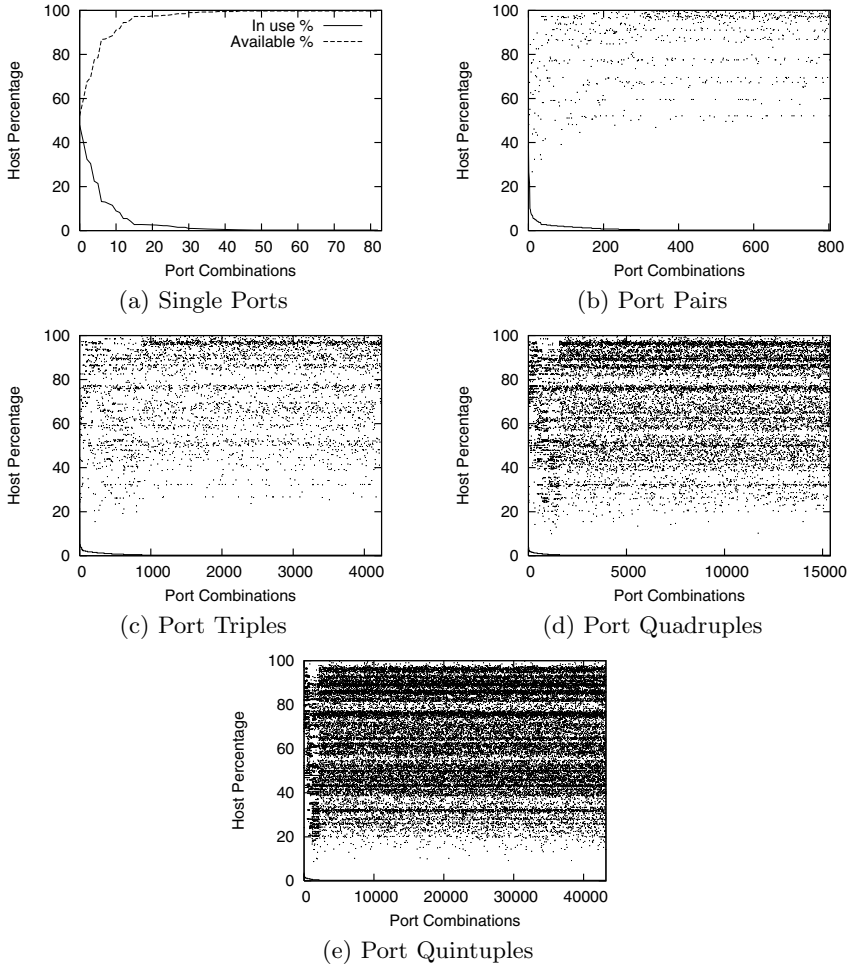 100
80
60
40
20
0
Host Percentage
In use %
Available %
0 10 20 30 40 50 60 70 80
Port Combinations
(a) Single Ports
100
80
60
40
20
0
Host Percentage
0 200 400 600 800
Port Combinations
(b) Port Pairs
100
80
60
40
20
0
Host Percentage
0 1000 2000 3000 4000
Port Combinations
(c) Port Triples
100
80
60
40
20
0
Host Percentage
0 5000 10000 15000
Port Combinations
(d) Port Quadruples
100
80
60
40
20
0
Host Percentage
0 10000 20000 30000 40000
Port Combinations
(e) Port Quintuples